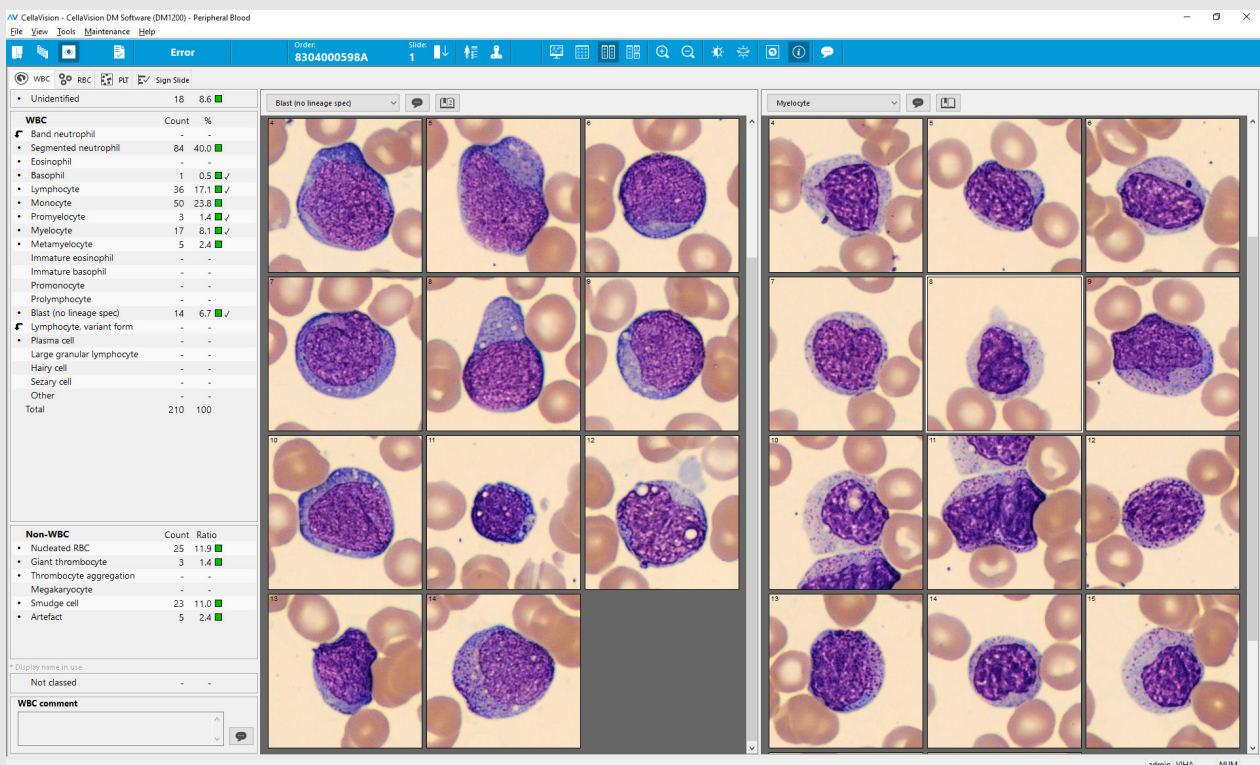 CellaVision - CellaVision DM Software (DM1200) - Peripheral Blood
File View Tools Maintenance Help
Error
Order:
8304000598A
Slide:
1
WBC RBC PLT Sign Slide
Unidentified 18 8.6
WBC Count %
Band neutrophil - -
Segmented neutrophil 84 40.0
Eosinophil - -
Basophil 1 0.5 ✓
Lymphocyte 36 17.1 ✓
Monocyte 50 23.8
Promyelocyte 3 1.4 ✓
Myelocyte 17 8.1 ✓
Metamyelocyte 5 2.4
Immature eosinophil - -
Immature basophil - -
Promonocyte - -
Prolymphocyte - -
Blast (no lineage spec) 14 6.7 ✓
Lymphocyte, variant form - -
Plasma cell - -
Large granular lymphocyte - -
Hairy cell - -
Sezary cell - -
Other - -
Total 210 100
Non-WBC Count Ratio
Nucleated RBC 25 11.9
Giant thrombocyte 3 1.4
Thrombocyte aggregation - -
Megakaryocyte - -
Smudge cell 23 11.0
Artefact 5 2.4
* Display name in use
Not classed - -
WBC comment
Blast (no lineage spec)
4 5 6
7 8 9
10 11 12
13 14
Myelocyte
4 5 6
7 8 9
10 11 12
13 14 15
admin VIHA NUM